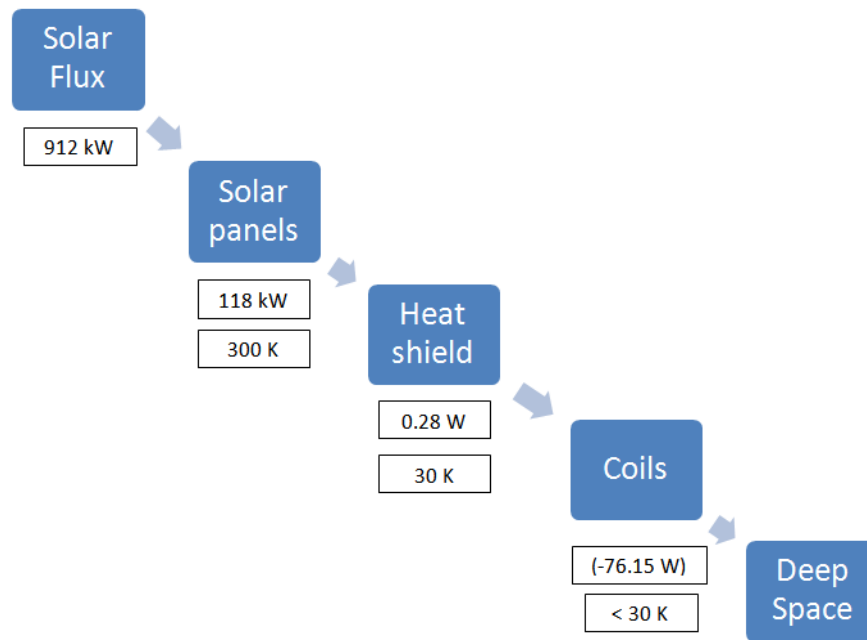 Solar
Flux
912 kW
Solar
panels
118 kW
300 K
Heat
shield
0.28 W
30 K
Coils
(-76.15 W)
< 30 K
Deep
Space